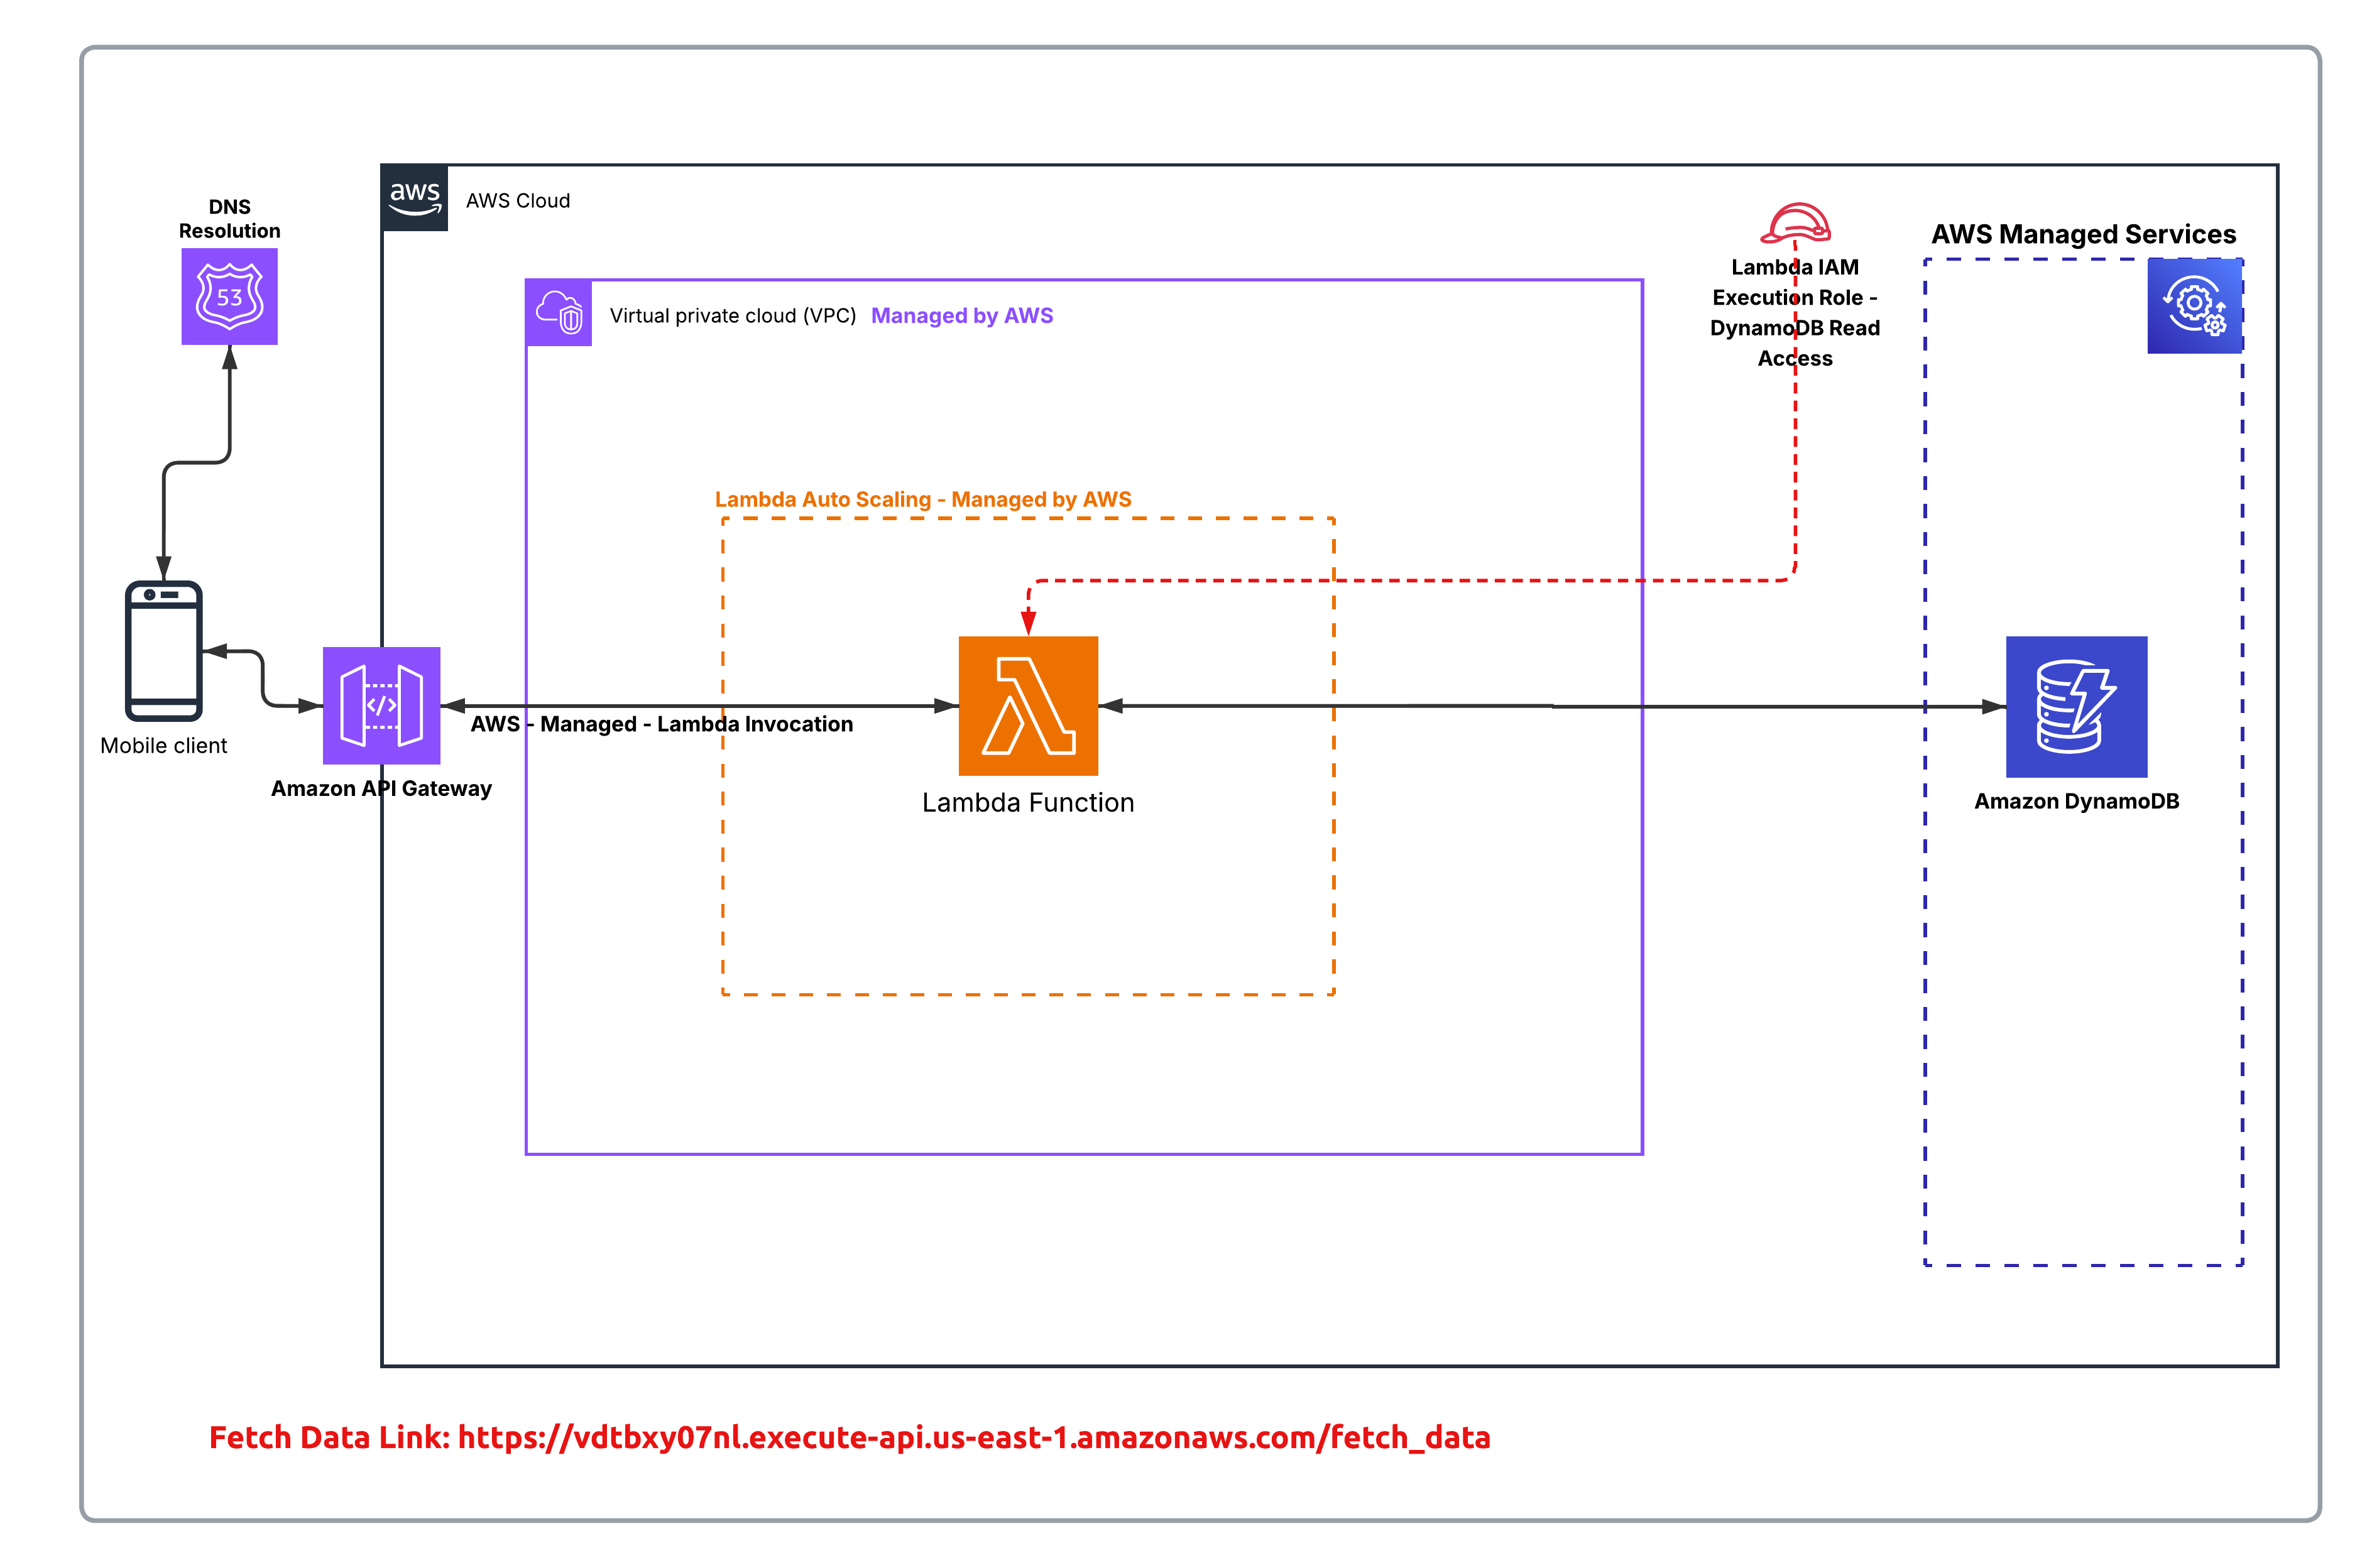 DNS
Resolution
53
aws
AWS Cloud
Virtual private cloud (VPC) Managed by AWS
Lambda IAM
Execution Role -
DynamoDB Read
Access
AWS Managed Services
Lambda Auto Scaling - Managed by AWS
Mobile client
</>
Amazon API Gateway
AWS - Managed - Lambda Invocation
Lambda Function
Amazon DynamoDB
Fetch Data Link: https://vdtbxy07nl.execute-api.us-east-1.amazonaws.com/fetch_data